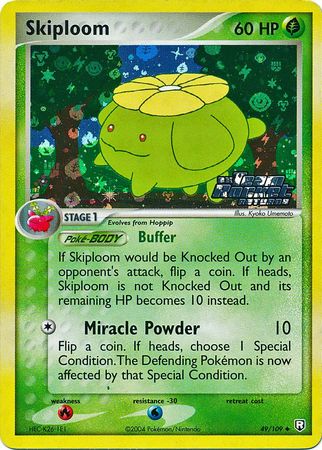 Skiploom 60 HP
TEAM ROCKET RETURNS
Illus. Kyoko Umemoto
STAGE 1 Evolves from Hoppip
Poké-BODY Buffer
If Skiploom would be Knocked Out by an
opponent's attack, flip a coin. If heads,
Skiploom is not Knocked Out and its
remaining HP becomes 10 instead.
Miracle Powder 10
Flip a coin. If heads, choose 1 Special
Condition.The Defending Pokémon is now
affected by that Special Condition.
weakness resistance -30 retreat cost
©2004 Pokémon/Nintendo 49/109 R